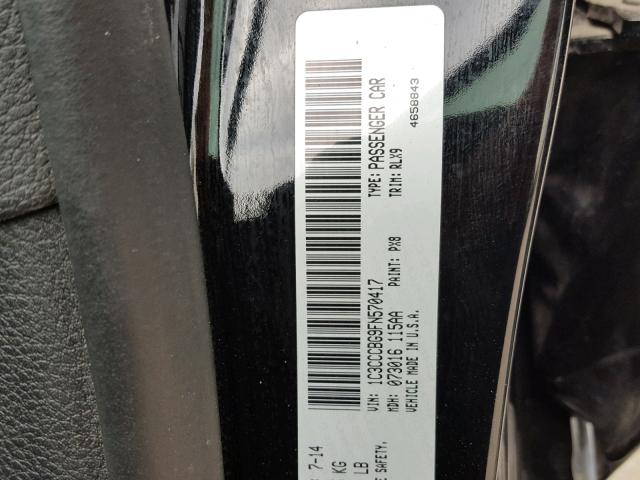 7-14
KG
LB
E SAFETY,
VIN: 1C3CCCBG9FN570417 TYPE: PASSENGER CAR
MDH: 073016 115AA PAINT: PX8 TRIM: RLX9
VEHICLE MADE IN U.S.A. 4658843